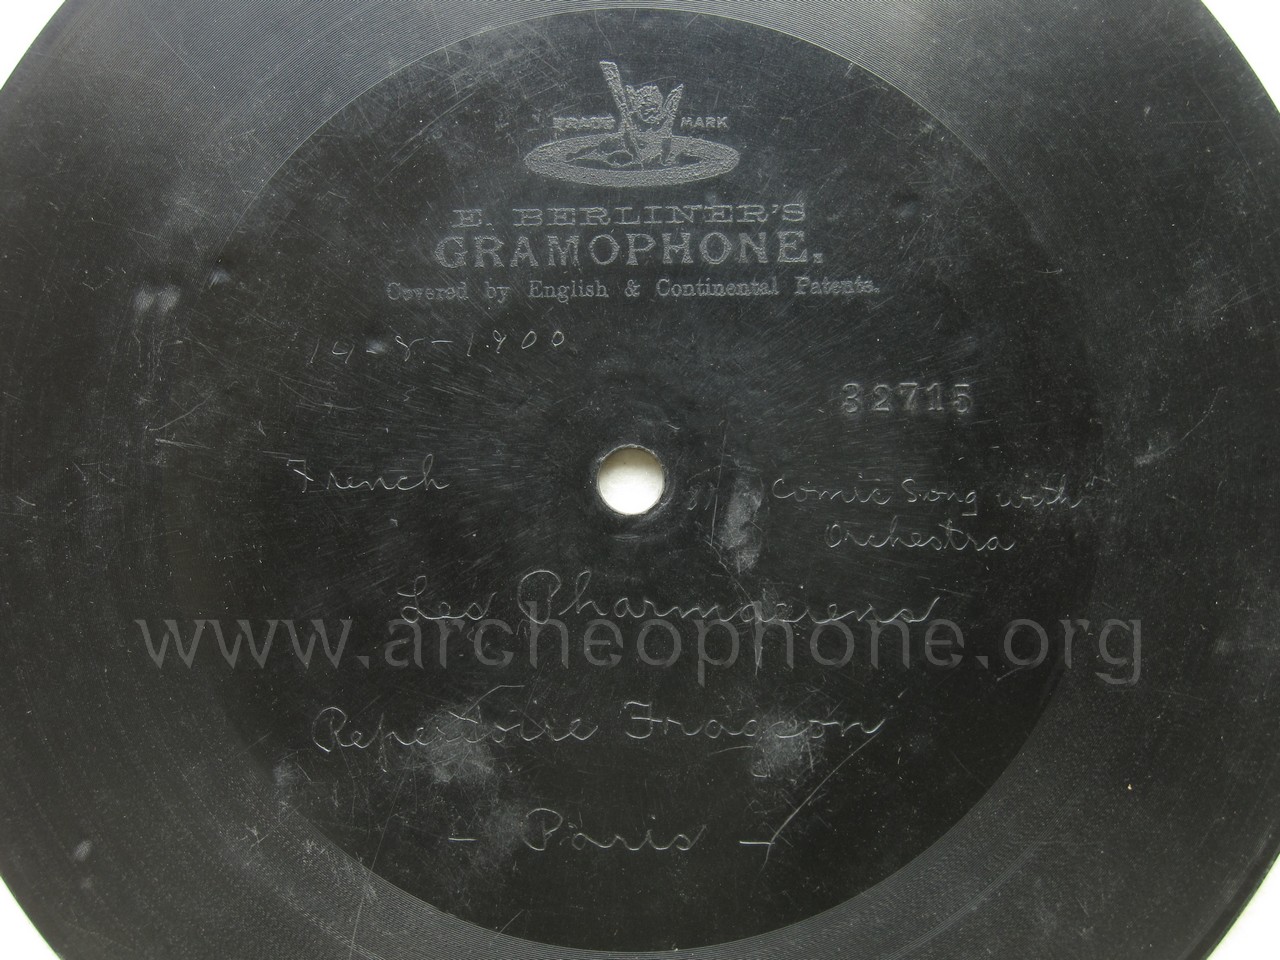 TRADE MARK
E. BERLINER'S
GRAMOPHONE.
Covered by English & Continental Patents.
14-8-1900
32715
French
Comic Song with
Orchestra
Les Pharmaciens
www.archeophone.org
Repertoire Fragson
- Paris -